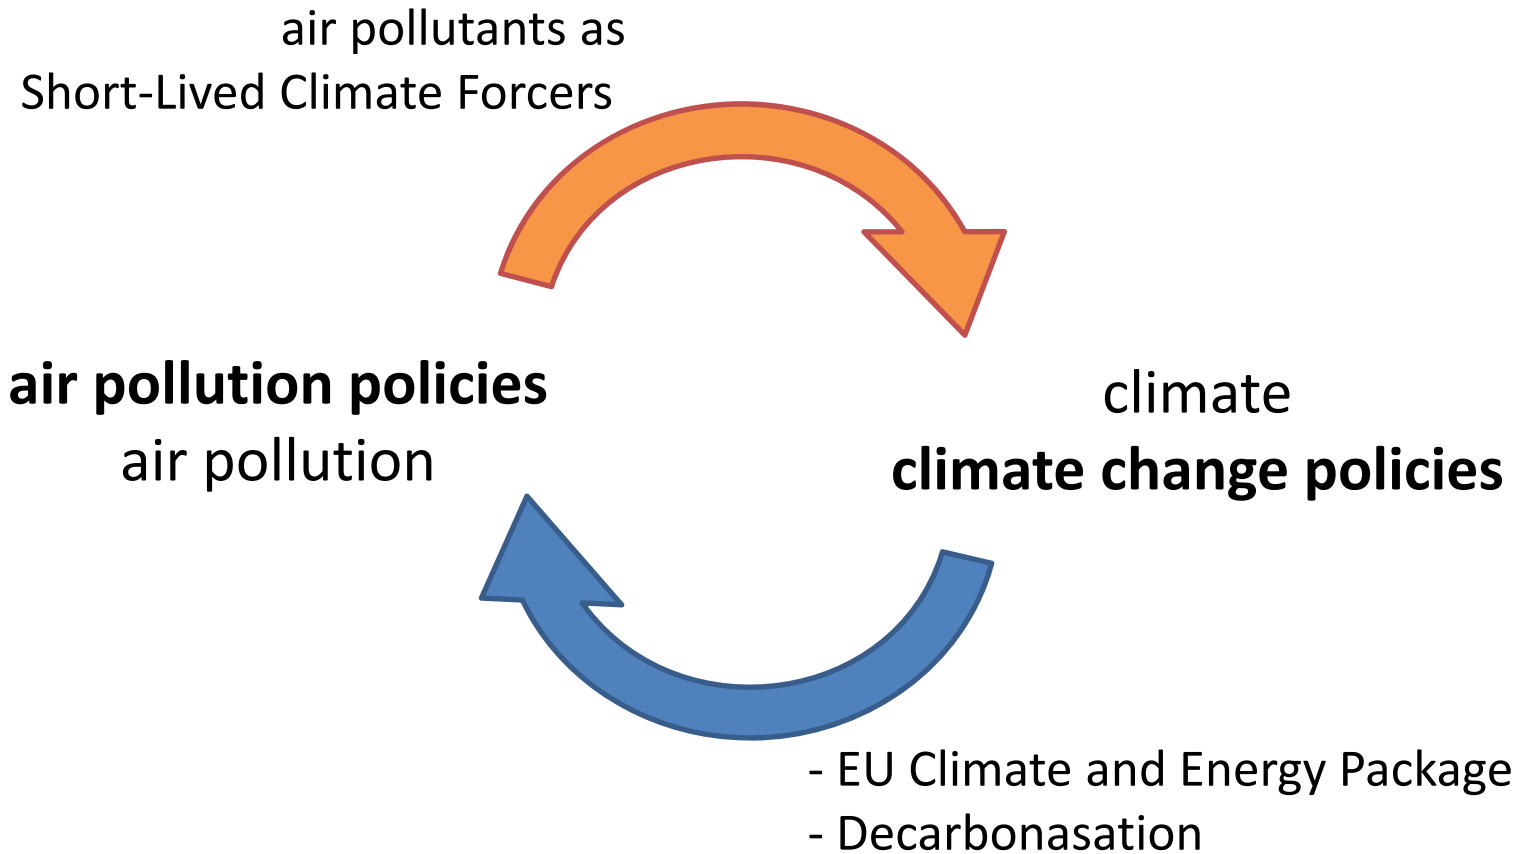 air pollutants as
Short-Lived Climate Forcers
air pollution policies
air pollution
climate
climate change policies
- EU Climate and Energy Package
- Decarbonasation